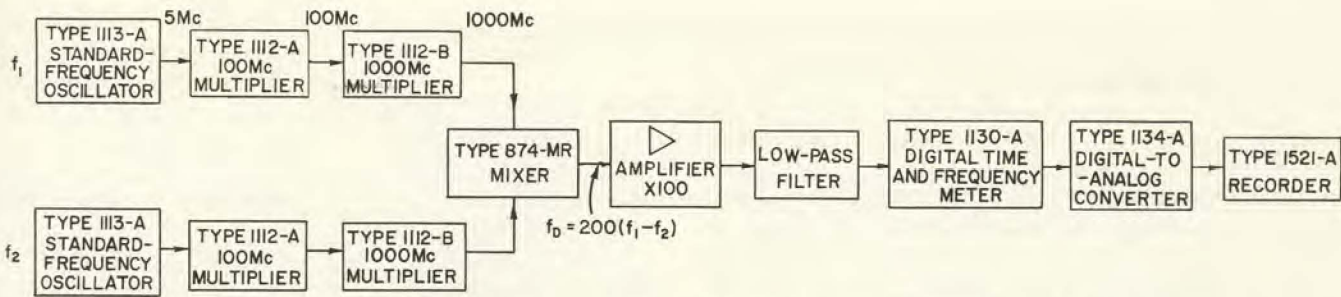 5Mc
100Mc
1000Mc
f₁
TYPE 1113-A
STANDARD-
FREQUENCY
OSCILLATOR
TYPE 1112-A
100Mc
MULTIPLIER
TYPE 1112-B
1000Mc
MULTIPLIER
TYPE 874-MR
MIXER
AMPLIFIER
X100
LOW-PASS
FILTER
TYPE 1130-A
DIGITAL TIME
AND FREQUENCY
METER
TYPE 1134-A
DIGITAL-TO
-ANALOG
CONVERTER
TYPE 1521-A
RECORDER
f_D = 200(f₁-f₂)
f₂
TYPE 1113-A
STANDARD-
FREQUENCY
OSCILLATOR
TYPE 1112-A
100Mc
MULTIPLIER
TYPE 1112-B
1000Mc
MULTIPLIER